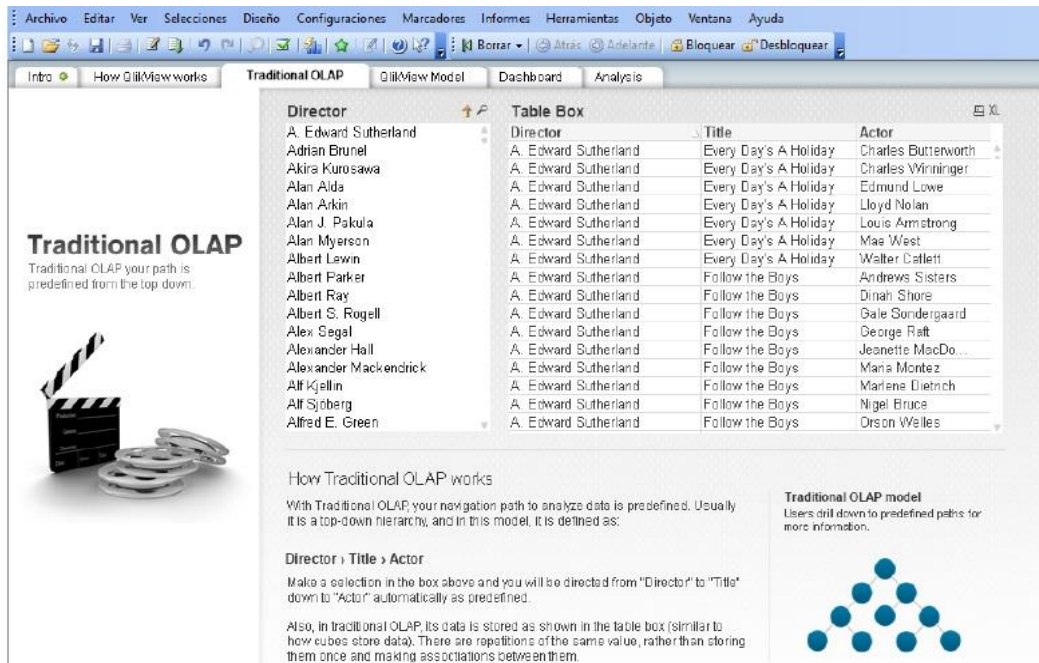 Archivo Editar Ver Selecciones Diseño Configuraciones Marcadores Informes Herramientas Objeto Ventana Ayuda
Borrar Atrás Adelante Bloquear Desbloquear
Intro How QlikView works Traditional OLAP QlikView Model Dashboard Analysis
Traditional OLAP
Traditional OLAP your path is
predefined from the top down.
Director
A. Edward Sutherland
Adrian Brunel
Akira Kurosawa
Alan Alda
Alan Arkin
Alan J. Pakula
Alan Myerson
Albert Lewin
Albert Parker
Albert Ray
Albert S. Rogell
Alex Segal
Alexander Hall
Alexander Mackendrick
Alf Kjellin
Alf Sjöberg
Alfred E. Green
Table Box XL
Director Title Actor
A. Edward Sutherland Every Day's A Holiday Charles Butterworth
A. Edward Sutherland Every Day's A Holiday Charles Winninger
A. Edward Sutherland Every Day's A Holiday Edmund Lowe
A. Edward Sutherland Every Day's A Holiday Lloyd Nolan
A. Edward Sutherland Every Day's A Holiday Louis Armstrong
A. Edward Sutherland Every Day's A Holiday Mae West
A. Edward Sutherland Every Day's A Holiday Walter Catlett
A. Edward Sutherland Follow the Boys Andrews Sisters
A. Edward Sutherland Follow the Boys Dinah Shore
A. Edward Sutherland Follow the Boys Gale Sondergaard
A. Edward Sutherland Follow the Boys George Raft
A. Edward Sutherland Follow the Boys Jeanette MacDo...
A. Edward Sutherland Follow the Boys Maria Montez
A. Edward Sutherland Follow the Boys Marlene Dietrich
A. Edward Sutherland Follow the Boys Nigel Bruce
A. Edward Sutherland Follow the Boys Orson Welles
How Traditional OLAP works
With Traditional OLAP, your navigation path to analyze data is predefined. Usually
it is a top-down hierarchy, and in this model, it is defined as:
Director › Title › Actor
Make a selection in the box above and you will be directed from "Director" to "Title"
down to "Actor" automatically as predefined.
Also, in traditional OLAP, its data is stored as shown in the table box (similar to
how cubes store data). There are repetitions of the same value, rather than storing
them once and making assoctiations between them.
Traditional OLAP model
Users drill down to predefined paths for
more information.